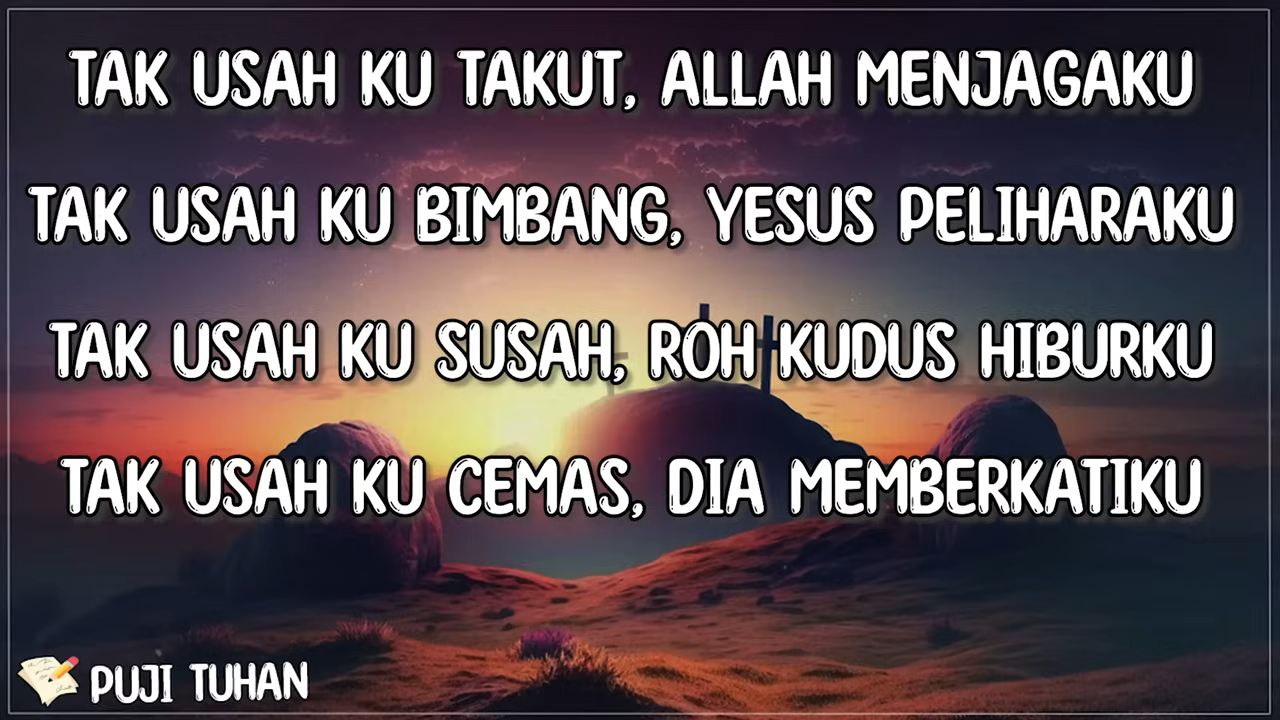 TAK USAH KU TAKUT, ALLAH MENJAGAKU
TAK USAH KU BIMBANG, YESUS PELIHARAKU
TAK USAH KU SUSAH, ROH KUDUS HIBURKU
TAK USAH KU CEMAS, DIA MEMBERKATIKU
PUJI TUHAN